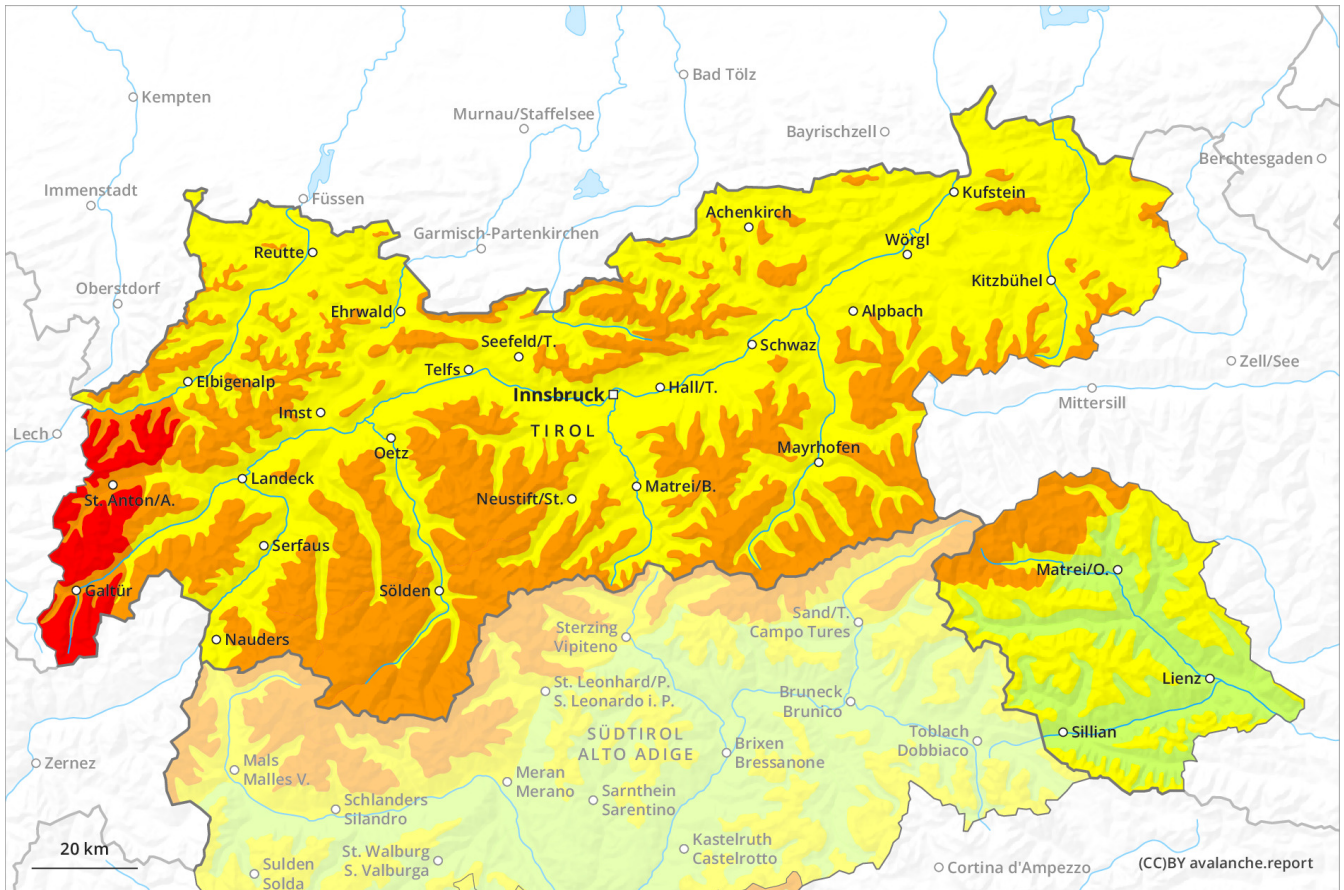 Kempten
Bad Tölz
Murnau/Staffelsee
Bayrischzell
Berchtesgaden
Immenstadt
Füssen
Kufstein
Achenkirch
Garmisch-Partenkirchen
Wörgl
Reutte
Kitzbühel
Oberstdorf
Ehrwald
Alpbach
Seefeld/T.
Schwaz
Zell/See
Telfs
Elbigenalp
Hall/T.
Innsbruck
Mittersill
Imst
Lech
TIROL
Oetz
Mayrhofen
Landeck
Matrei/B.
St. Anton/A.
Neustift/St.
Serfaus
Matrei/O.
Galtür
Sölden
Sand/T.
Campo Tures
Sterzing
Vipiteno
Nauders
Lienz
St. Leonhard/P.
S. Leonardo i. P.
Bruneck
Brunico
Sillian
SÜDTIROL
ALTO ADIGE
Toblach
Dobbiaco
Brixen
Bressanone
Zernez
Mals
Malles V.
Meran
Merano
Sarnthein
Sarentino
Schlanders
Silandro
Kastelruth
Castelrotto
20 km
St. Walburg
S. Valburga
Sulden
Solda
Cortina d'Ampezzo
(CC)BY avalanche.report